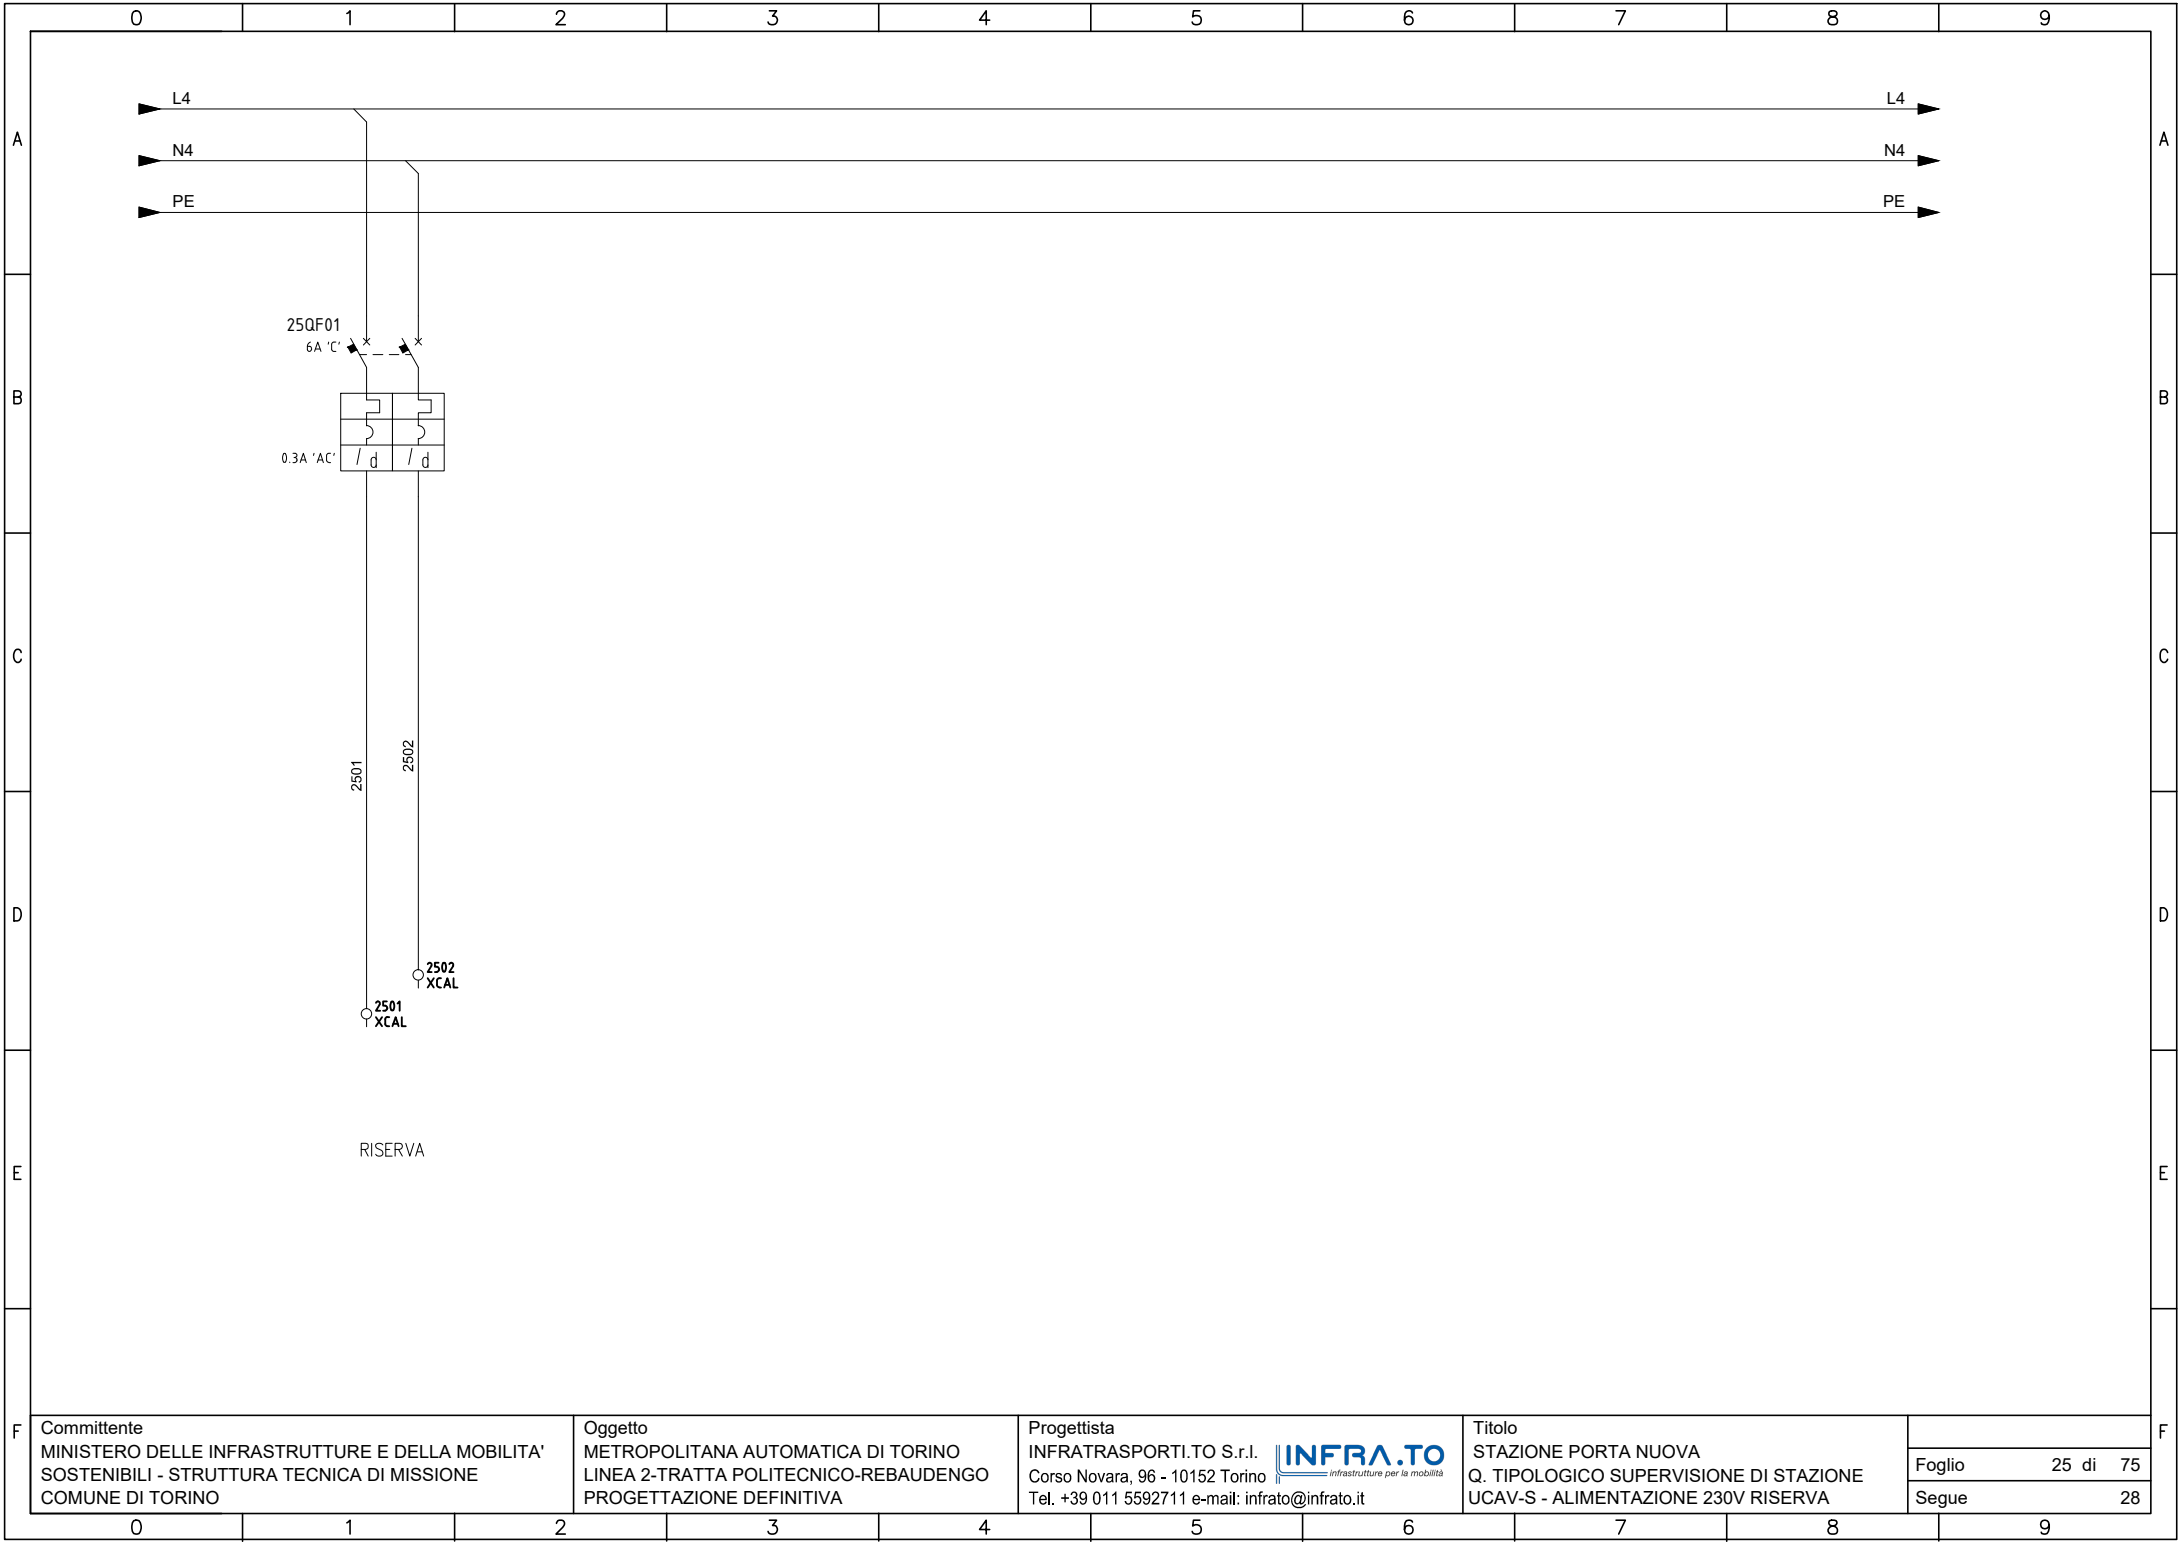 0 1 2 3 4 5 6 7 8 9
L4 L4
A A
N4 N4
PE PE
25QF01
6A 'C'
B B
0.3A 'AC' / d / d
C C
2501 2502
D D
2502
XCAL
2501
XCAL
RISERVA
E E
F F
Committente
MINISTERO DELLE INFRASTRUTTURE E DELLA MOBILITA'
SOSTENIBILI - STRUTTURA TECNICA DI MISSIONE
COMUNE DI TORINO
Oggetto
METROPOLITANA AUTOMATICA DI TORINO
LINEA 2-TRATTA POLITECNICO-REBAUDENGO
PROGETTAZIONE DEFINITIVA
Progettista
INFRATRASPORTI.TO S.r.l.
Corso Novara, 96 - 10152 Torino
Tel. +39 011 5592711 e-mail: infrato@infrato.it
INFRA.TO
infrastrutture per la mobilità
Titolo
STAZIONE PORTA NUOVA
Q. TIPOLOGICO SUPERVISIONE DI STAZIONE
UCAV-S - ALIMENTAZIONE 230V RISERVA
Foglio 25 di 75
Segue 28
0 1 2 3 4 5 6 7 8 9